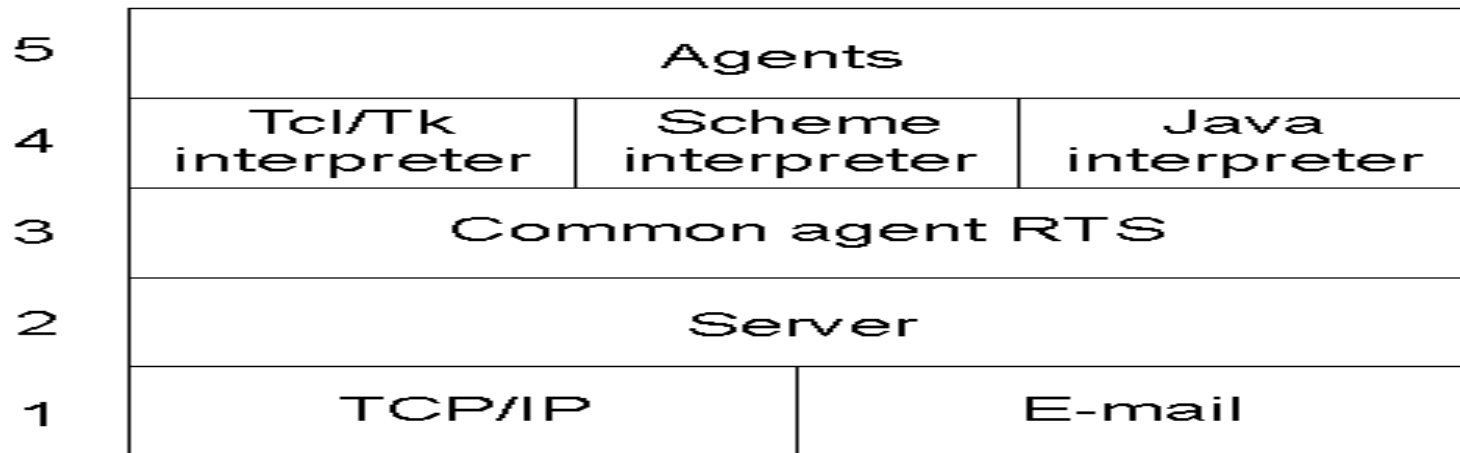 5
Agents
4
Tcl/Tk
interpreter
Scheme
interpreter
Java
interpreter
3
Common agent RTS
2
Server
1
TCP/IP
E-mail